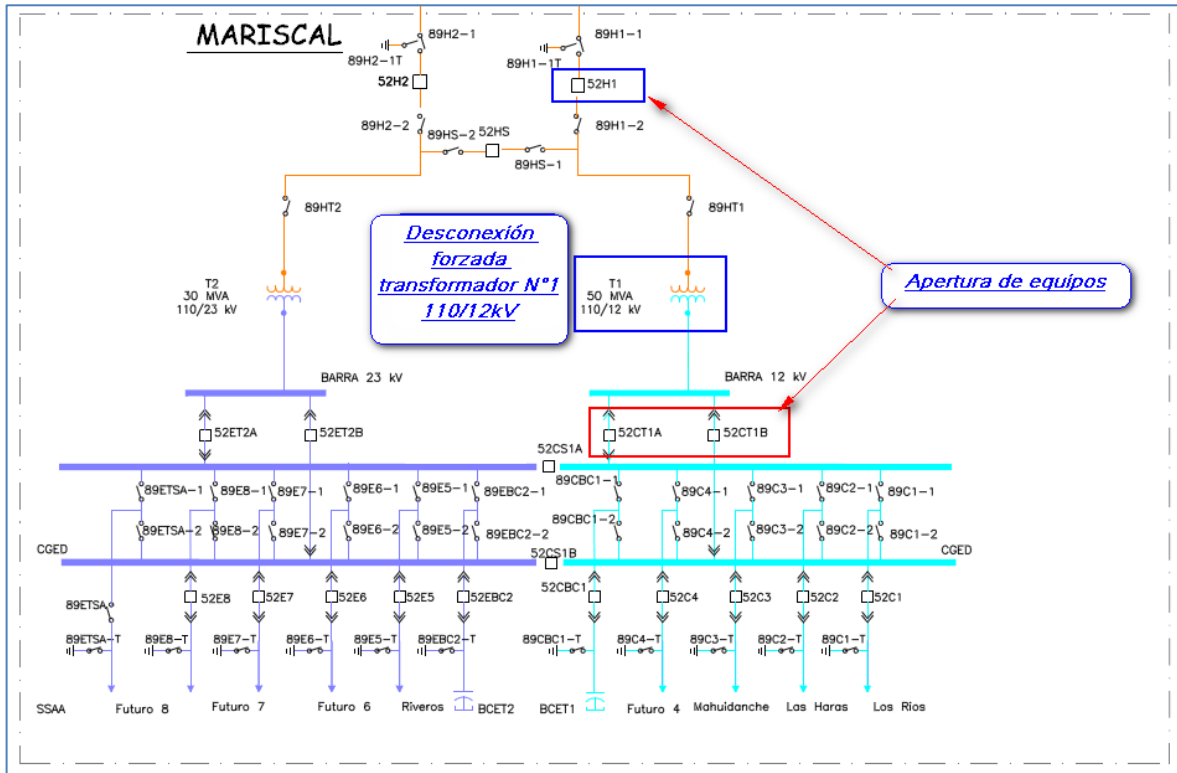 MARISCAL
89H2-1
89H1-1
89H2-1T
89H1-1T
52H2
52H1
89H2-2
89H1-2
89HS-2
52HS
89HS-1
89HT2
89HT1
Desconexión
forzada
transformador N°1
110/12kV
Apertura de equipos
T2
30 MVA
110/23 kV
T1
50 MVA
110/12 kV
BARRA 23 kV
BARRA 12 kV
52ET2A
52ET2B
52CT1A
52CT1B
52CS1A
89ETSA-1
89E8-1
89E7-1
89E6-1
89E5-1
89EBC2-1
89CBC1-1
89C4-1
89C3-1
89C2-1
89C1-1
89ETSA-2
89E8-2
89E7-2
89E6-2
89E5-2
89EBC2-2
89CBC1-2
89C4-2
89C3-2
89C2-2
89C1-2
CGED
52CS1B
CGED
89ETSA
52E8
52E7
52E6
52E5
52EBC2
52CBC1
52C4
52C3
52C2
52C1
89ETSA-T
89E8-T
89E7-T
89E6-T
89E5-T
89EBC2-T
89CBC1-T
89C4-T
89C3-T
89C2-T
89C1-T
SSAA
Futuro 8
Futuro 7
Futuro 6
Riveros
BCET2
BCET1
Futuro 4
Mahuidanche
Las Haras
Los Rios